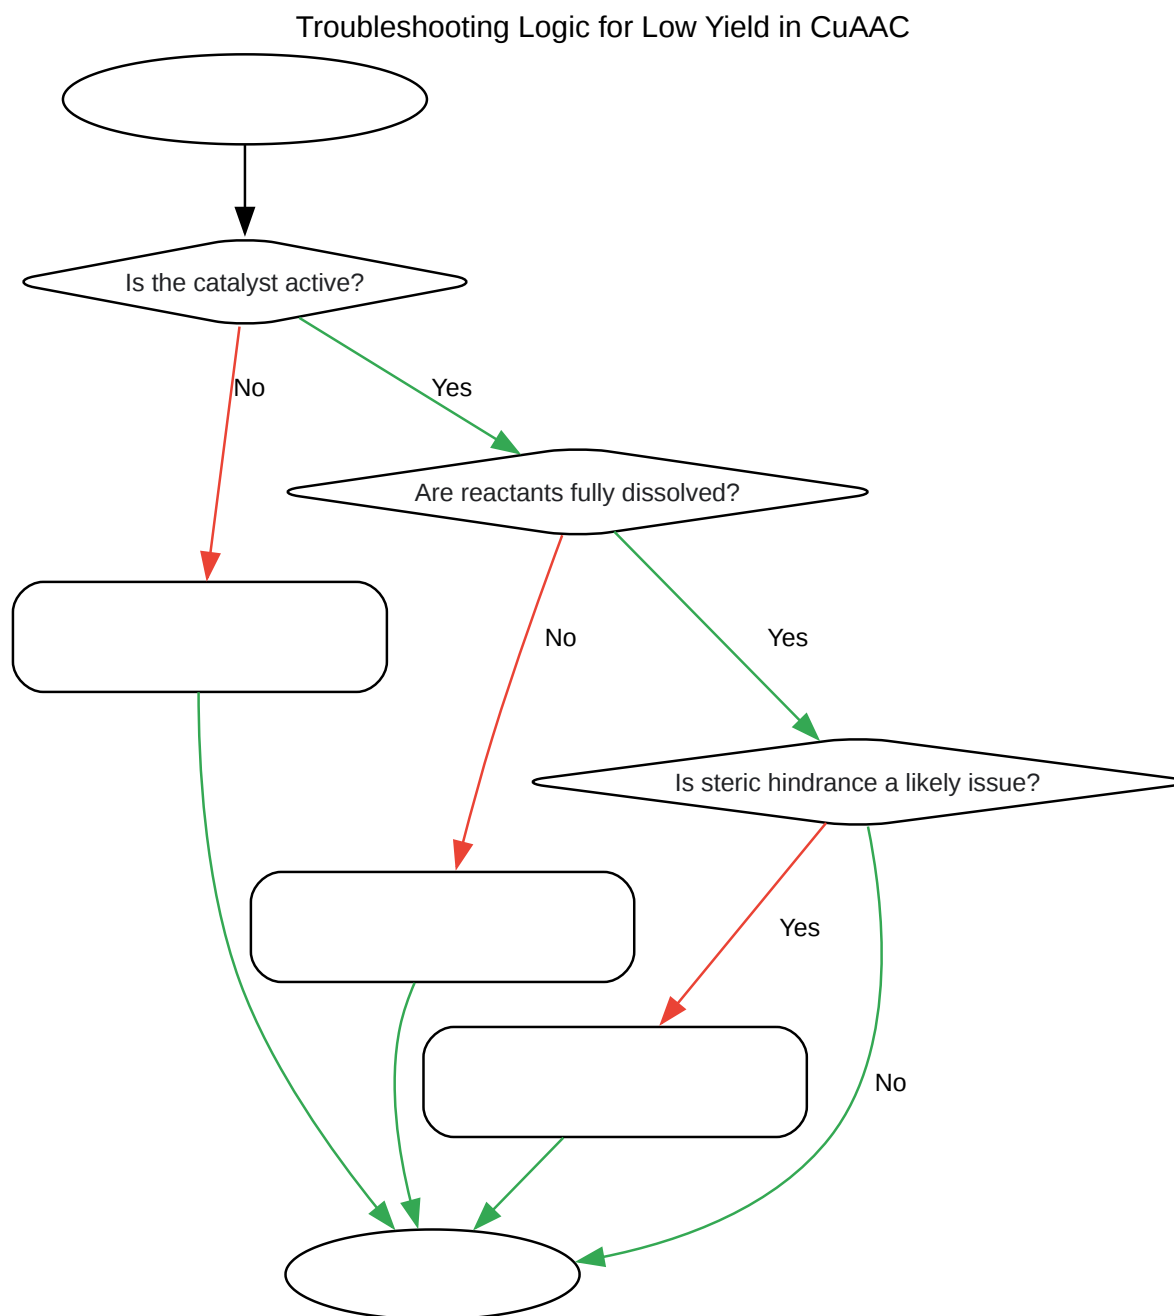 Troubleshooting Logic for Low Yield in CuAAC
Is the catalyst active?
No
Yes
Are reactants fully dissolved?
No
Yes
Is steric hindrance a likely issue?
Yes
No